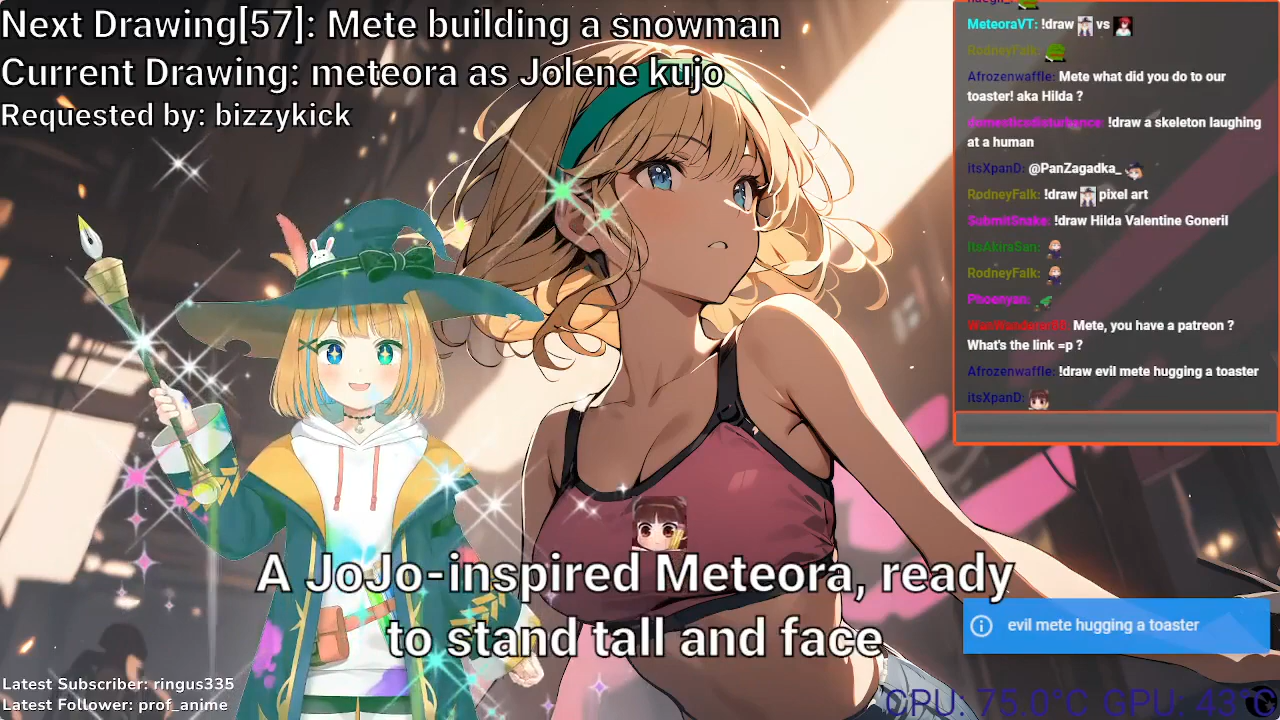 Next Drawing[57]: Mete building a snowman
Current Drawing: meteora as Jolene kujo
Requested by: bizzykick
MeteoraVT: !draw vs
RodneyFalk:
Afrozenwaffle: Mete what did you do to our
toaster! aka Hilda ?
domesticadisturbence: !draw a skeleton laughing
at a human
itsXpanD: @PanZagadka_
RodneyFalk: !draw pixel art
SubmitSnake: !draw Hilda Valentine Goneril
ItsAkiraSan:
RodneyFalk:
Phoenyan:
Mete, you have a patreon ?
What's the link =p ?
Afrozenwaffle: !draw evil mete hugging a toaster
itsXpanD:
A JoJo-inspired Meteora, ready
to stand tall and face
evil mete hugging a toaster
Latest Subscriber: ringus335
Latest Follower: prof_anime
CPU: 75.0°C GPU: 43°C